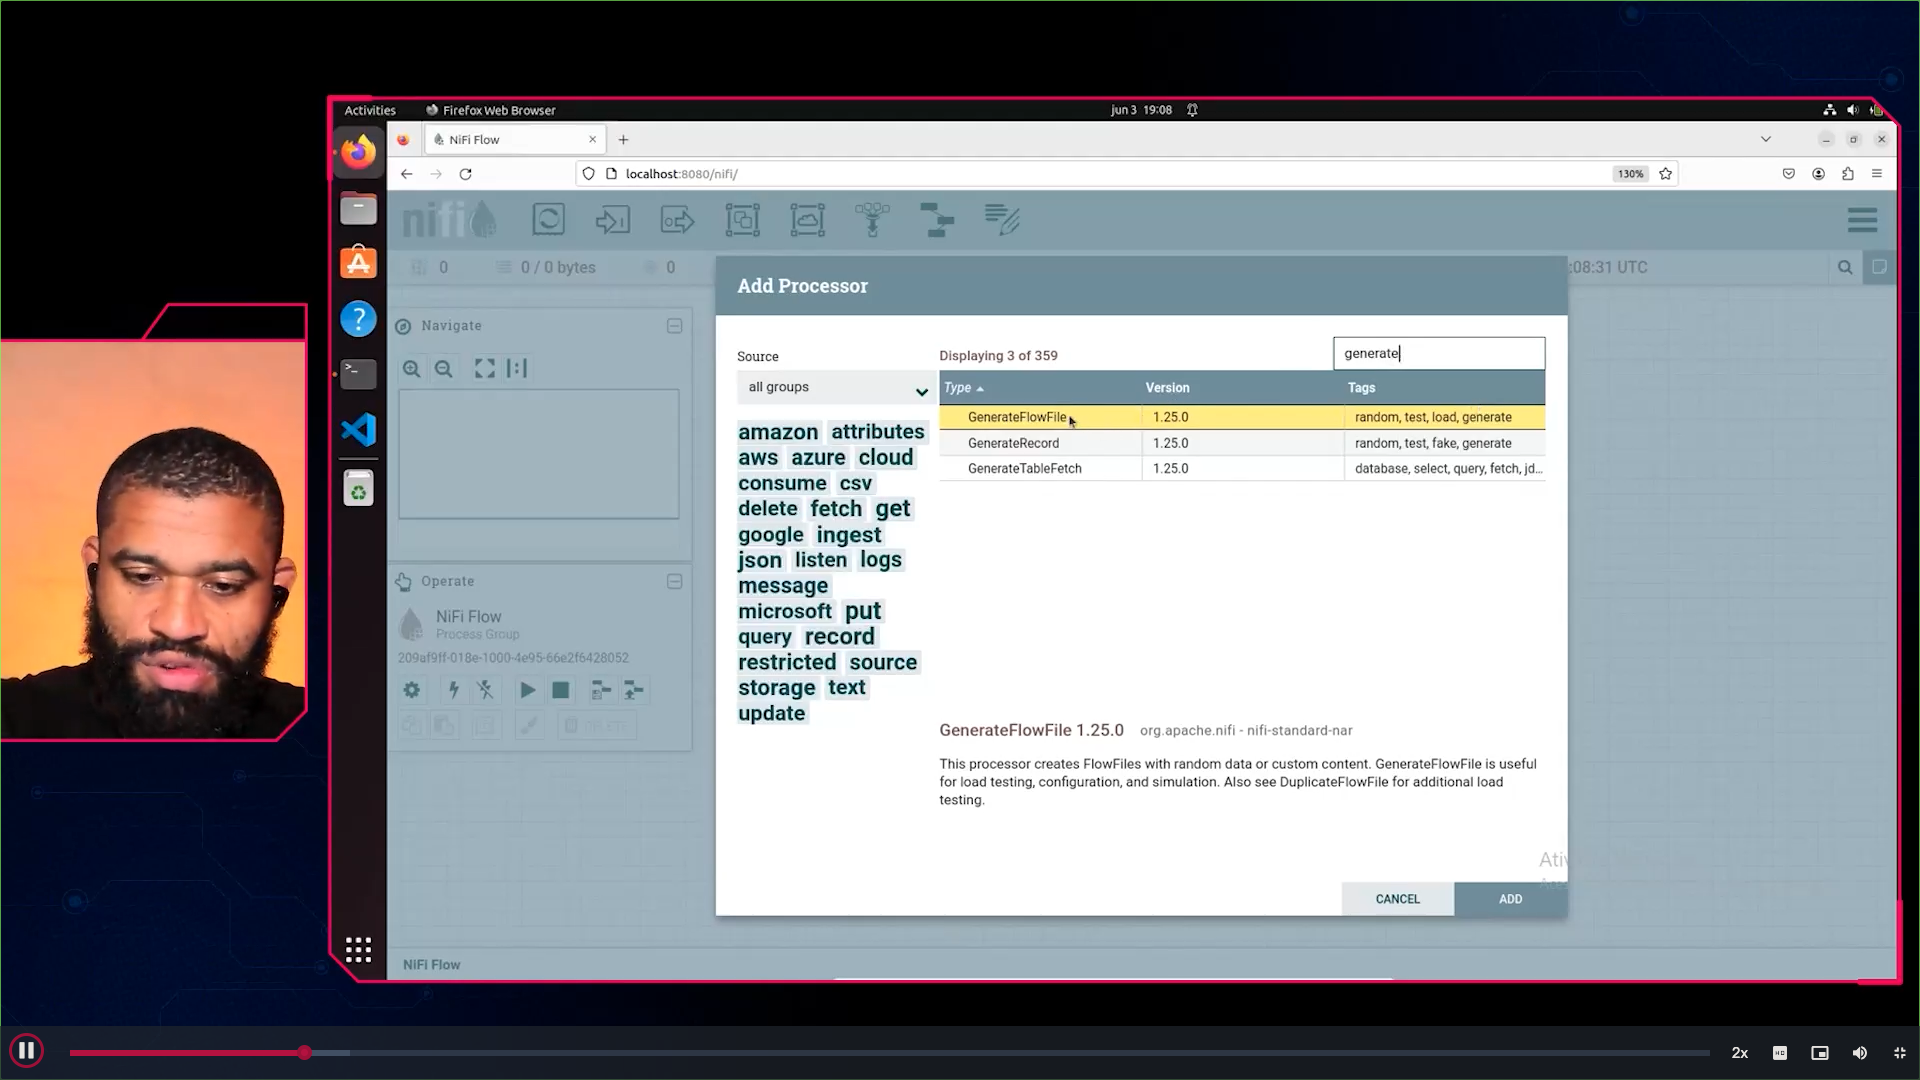 Activities
Firefox Web Browser
jun 3 19:08
NiFi Flow
localhost:8080/nifi/
130%
nifi
0
0 / 0 bytes
0
:08:31 UTC
Add Processor
Navigate
Source
Displaying 3 of 359
generate
all groups
Type
Version
Tags
GenerateFlowFile
1.25.0
random, test, load, generate
GenerateRecord
1.25.0
random, test, fake, generate
GenerateTableFetch
1.25.0
database, select, query, fetch, jd...
amazon attributes
aws azure cloud
consume csv
delete fetch get
google ingest
json listen logs
message
microsoft put
query record
restricted source
storage text
update
Operate
NiFi Flow
Process Group
209af9ff-018e-1000-4e95-66e2f6428052
DELETE
GenerateFlowFile 1.25.0 org.apache.nifi - nifi-standard-nar
This processor creates FlowFiles with random data or custom content. GenerateFlowFile is useful
for load testing, configuration, and simulation. Also see DuplicateFlowFile for additional load
testing.
CANCEL
ADD
NiFi Flow
2x
HD